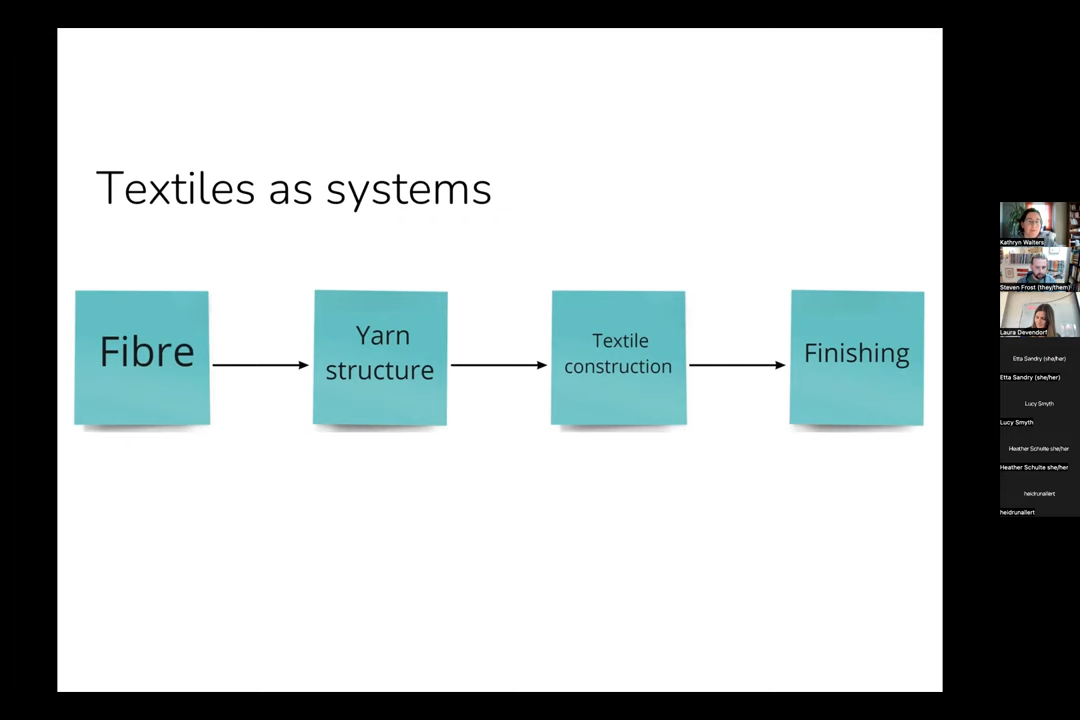 Textiles as systems
Fibre
Yarn
structure
Textile
construction
Finishing
Kathryn Walters
Steven Frost (they/them)
Laura Devendorf
Etta Sandry (she/her)
Etta Sandry (she/her)
Lucy Smyth
Lucy Smyth
Heather Schulte she/her
Heather Schulte she/her
heidrunallert
heidrunallert